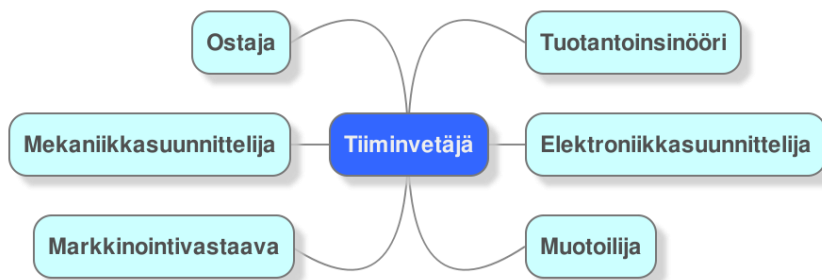 Ostaja
Tuotantoinsinööri
Mekaniikkasuunnittelija
Tiiminvetäjä
Elektroniikkasuunnittelija
Markkinointivastaava
Muotoilija